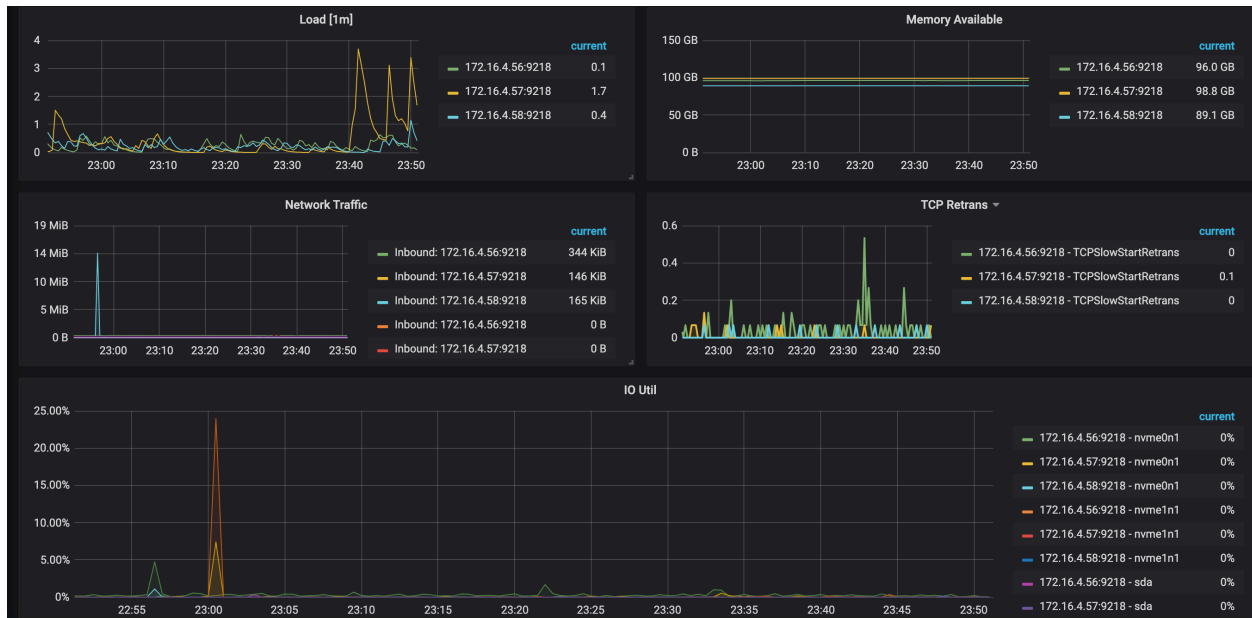 Load [1m]
4
3
2
1
0
23:00 23:10 23:20 23:30 23:40 23:50
current
172.16.4.56:9218 0.1
172.16.4.57:9218 1.7
172.16.4.58:9218 0.4
Memory Available
150 GB
100 GB
50 GB
0 B
23:00 23:10 23:20 23:30 23:40 23:50
current
172.16.4.56:9218 96.0 GB
172.16.4.57:9218 98.8 GB
172.16.4.58:9218 89.1 GB
Network Traffic
19 MiB
14 MiB
10 MiB
5 MiB
0 B
23:00 23:10 23:20 23:30 23:40 23:50
current
Inbound: 172.16.4.56:9218 344 KiB
Inbound: 172.16.4.57:9218 146 KiB
Inbound: 172.16.4.58:9218 165 KiB
Inbound: 172.16.4.56:9218 0 B
Inbound: 172.16.4.57:9218 0 B
TCP Retrans
0.6
0.4
0.2
0
23:00 23:10 23:20 23:30 23:40 23:50
current
172.16.4.56:9218 - TCPSlowStartRetrans 0
172.16.4.57:9218 - TCPSlowStartRetrans 0.1
172.16.4.58:9218 - TCPSlowStartRetrans 0
IO Util
25.00%
20.00%
15.00%
10.00%
5.00%
0%
22:55 23:00 23:05 23:10 23:15 23:20 23:25 23:30 23:35 23:40 23:45 23:50
current
172.16.4.56:9218 - nvme0n1 0%
172.16.4.57:9218 - nvme0n1 0%
172.16.4.58:9218 - nvme0n1 0%
172.16.4.56:9218 - nvme1n1 0%
172.16.4.57:9218 - nvme1n1 0%
172.16.4.58:9218 - nvme1n1 0%
172.16.4.56:9218 - sda 0%
172.16.4.57:9218 - sda 0%